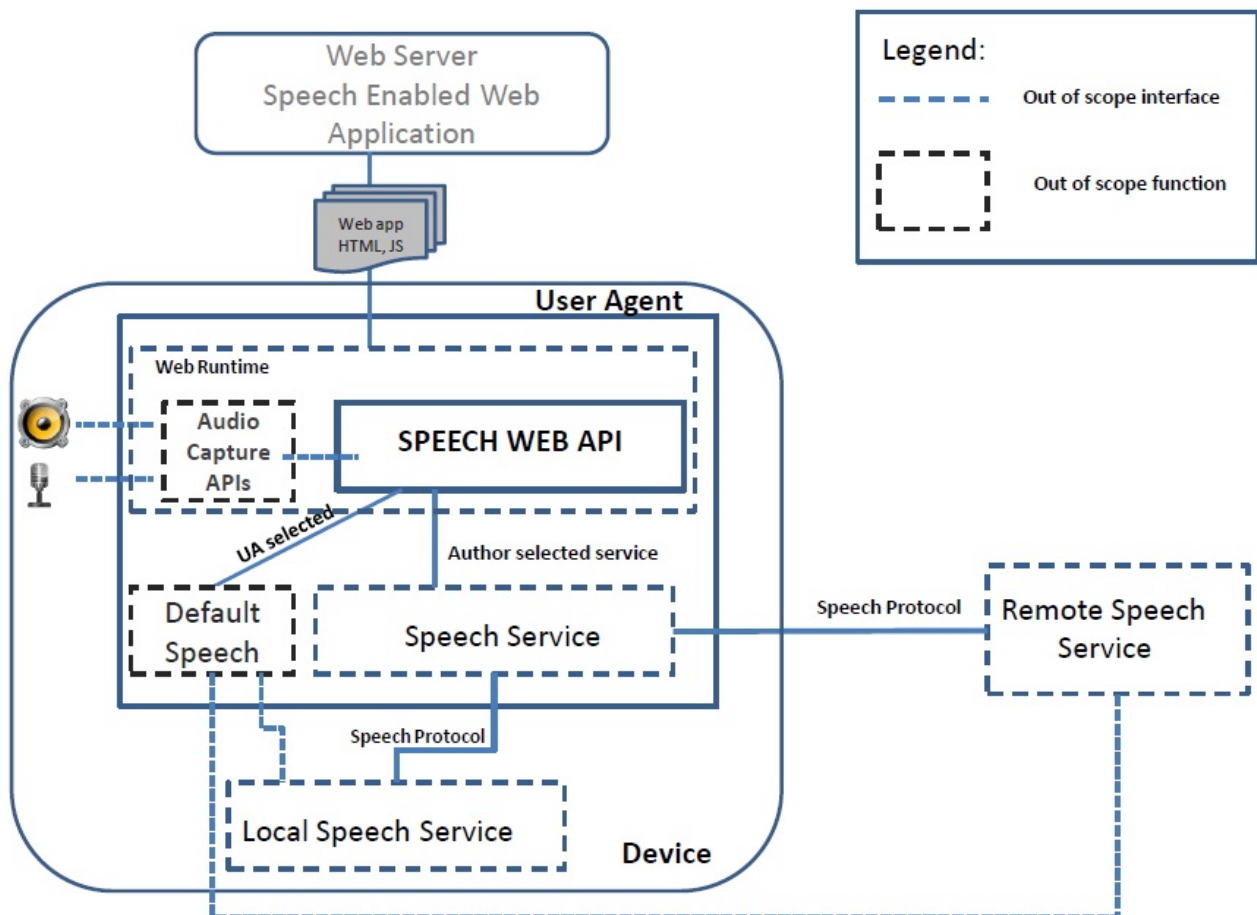 Web Server
Speech Enabled Web
Application
Legend:
Out of scope interface
Out of scope function
Web app
HTML, JS
User Agent
Web Runtime
Audio
Capture
APIs
SPEECH WEB API
UA selected
Author selected service
Default
Speech
Speech Service
Speech Protocol
Remote Speech
Service
Speech Protocol
Local Speech Service
Device